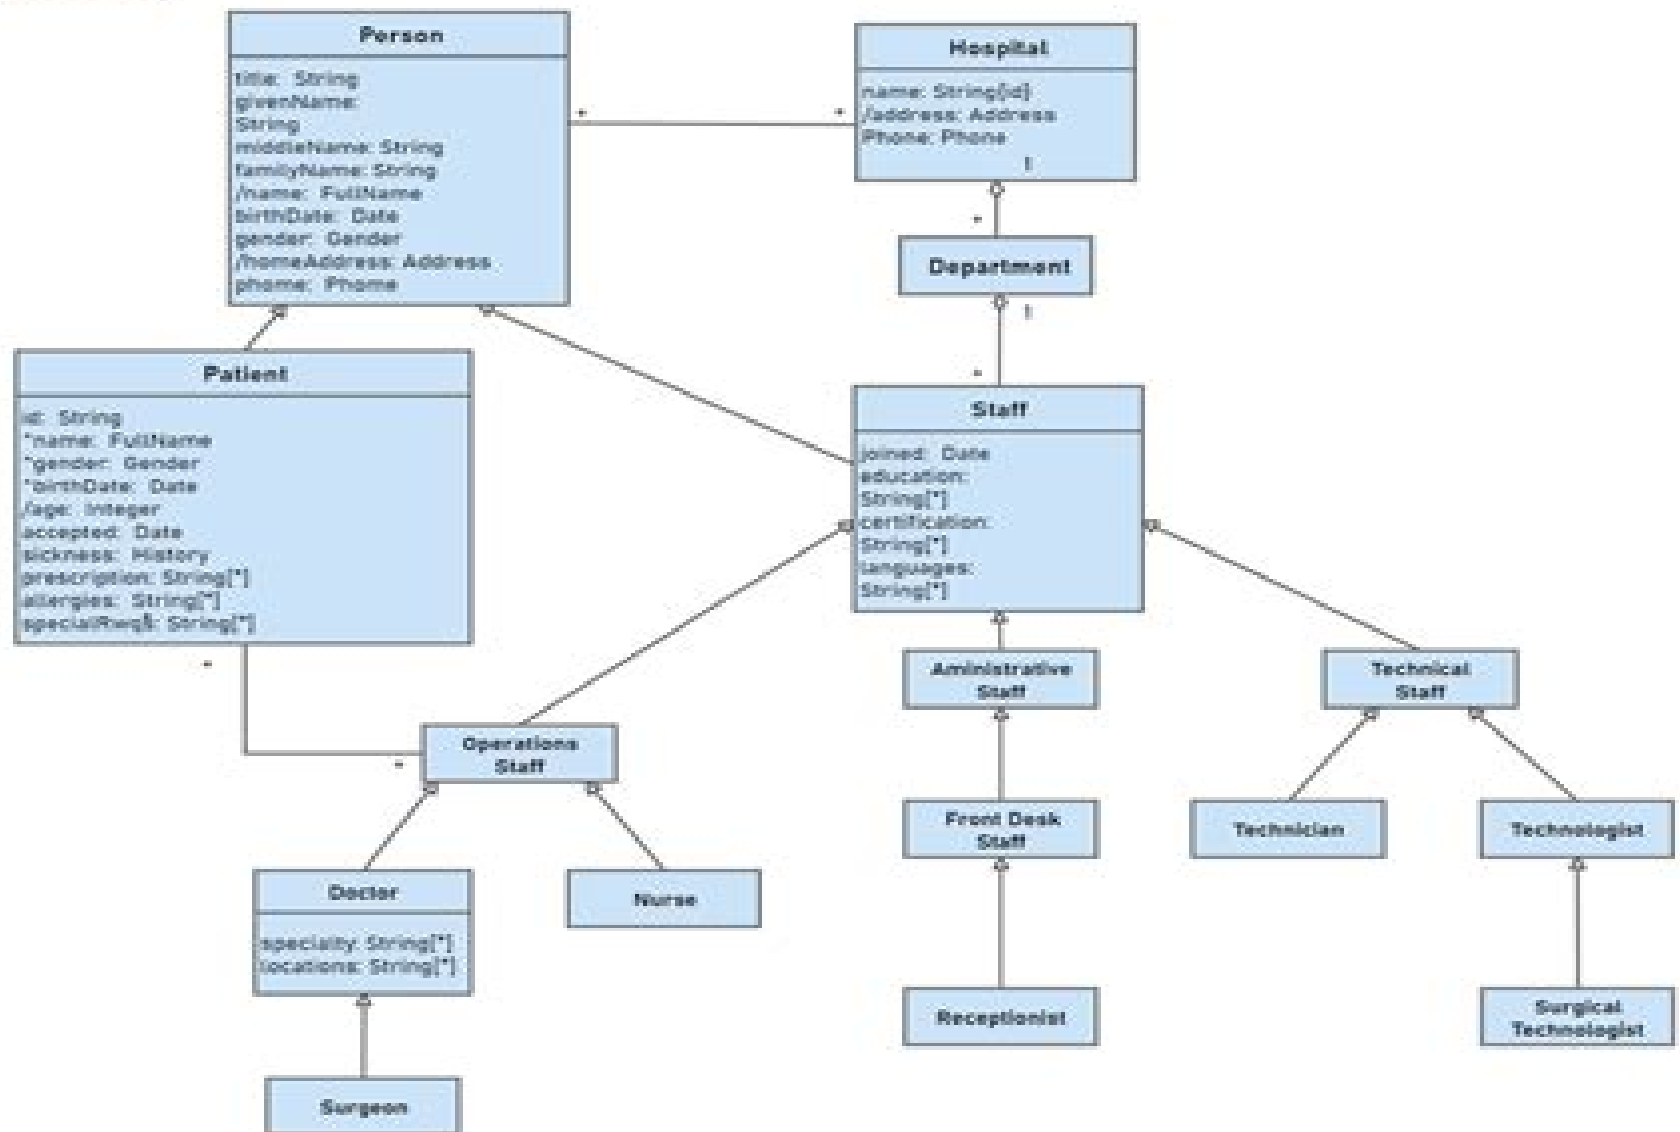 Person
title: String
givenName:
String
middleName: String
familyName: String
/name: FullName
birthDate: Date
gender: Gender
/homeAddress: Address
phome: Phome
*
*
Hospital
name: String{id}
/address: Address
Phone: Phone
1
*
Department
1
*
Patient
id: String
^name: FullName
^gender: Gender
^birthDate: Date
/age: Integer
accepted: Date
sickness: History
prescription: String[*]
allergies: String[*]
*
Staff
joined: Date
education:
String[*]
certification:
String[*]
languages:
String[*]
Operations
Staff
*
Aministrative
Staff
Technical
Staff
Front Desk
Staff
Technician
Technologist
Doctor
specialty: String[*]
locations: String[*]
Nurse
Receptionist
Surgical
Technologist
Surgeon